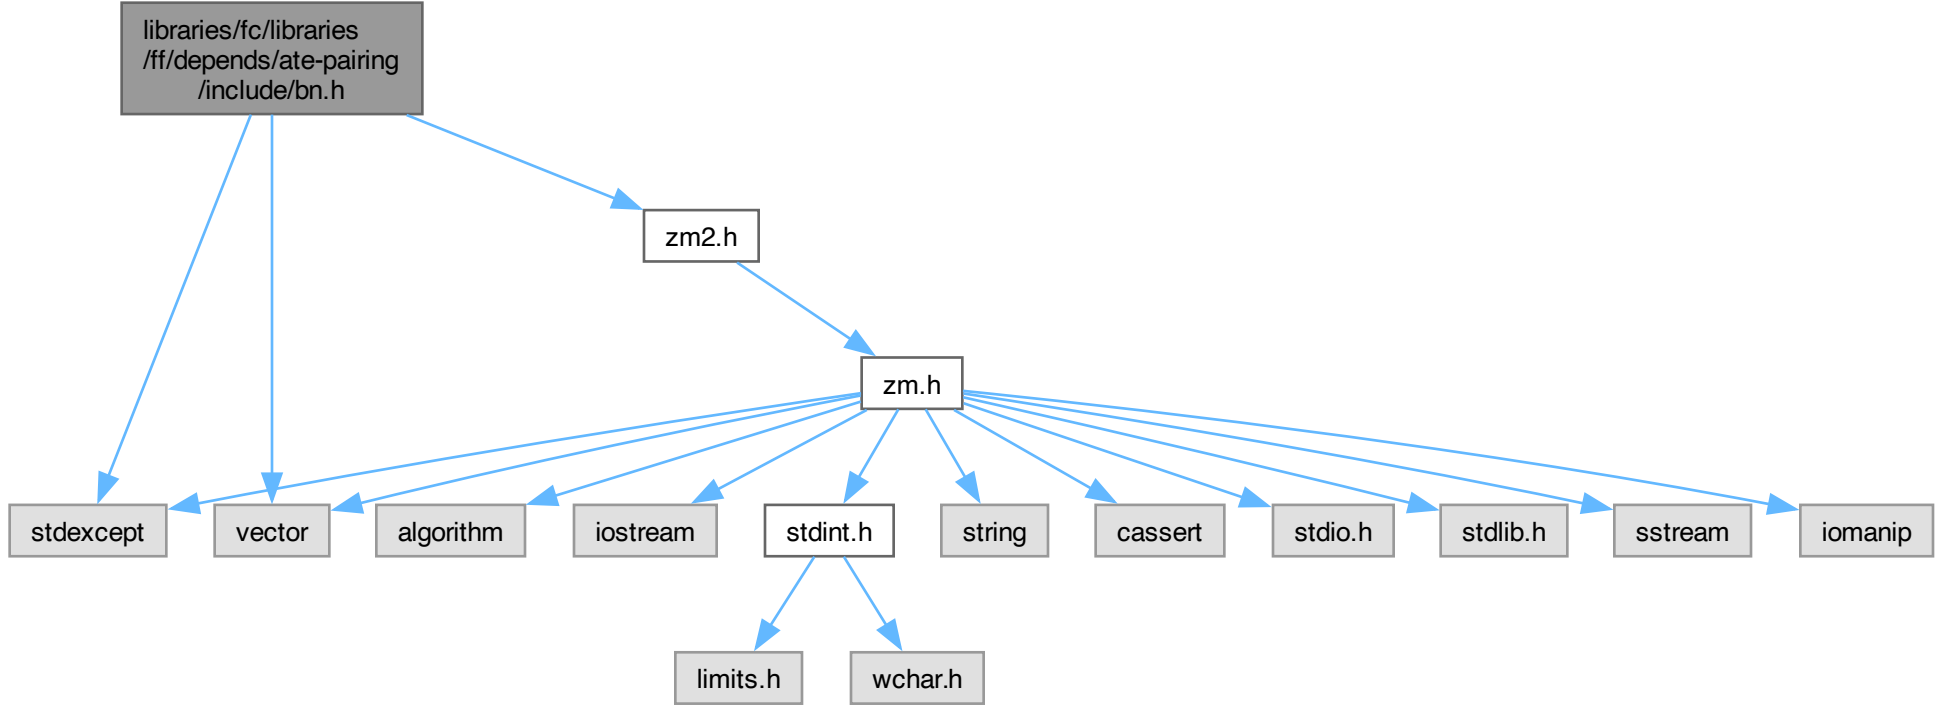 libraries/fc/libraries
/ff/depends/ate-pairing
/include/bn.h
zm2.h
zm.h
stdexcept
vector
algorithm
iostream
stdint.h
string
cassert
stdio.h
stdlib.h
sstream
iomanip
limits.h
wchar.h